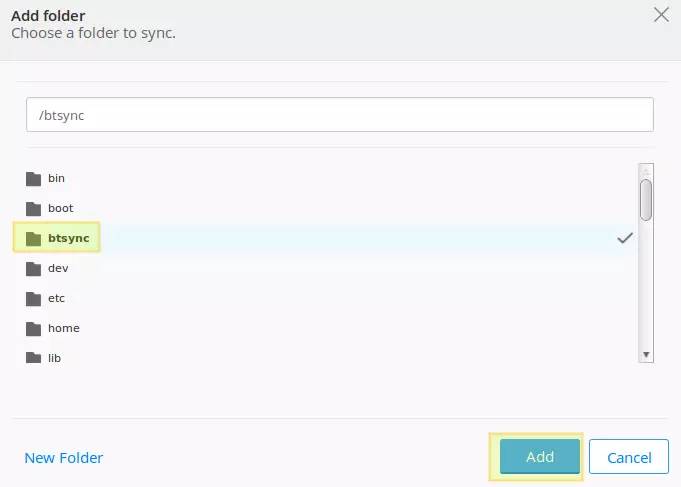 Add folder
Choose a folder to sync.
/btsync
bin
boot
btsync
dev
etc
home
lib
New Folder
Add
Cancel